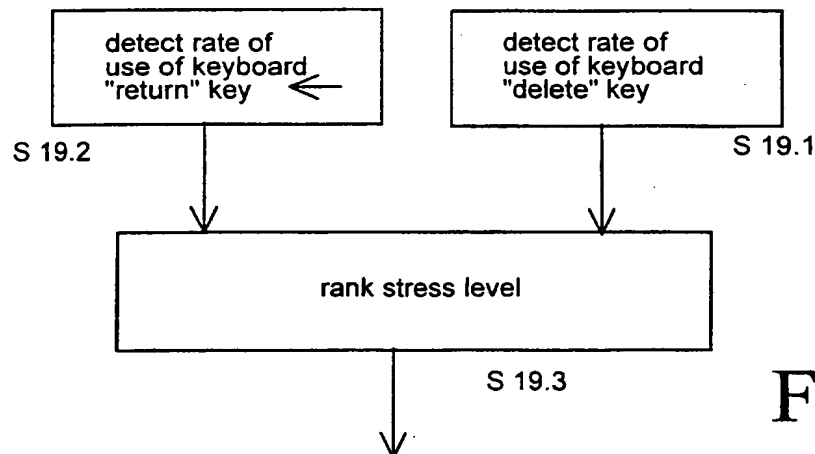 detect rate of
use of keyboard
"return" key ←
S 19.2
detect rate of
use of keyboard
"delete" key
S 19.1
rank stress level
S 19.3
F